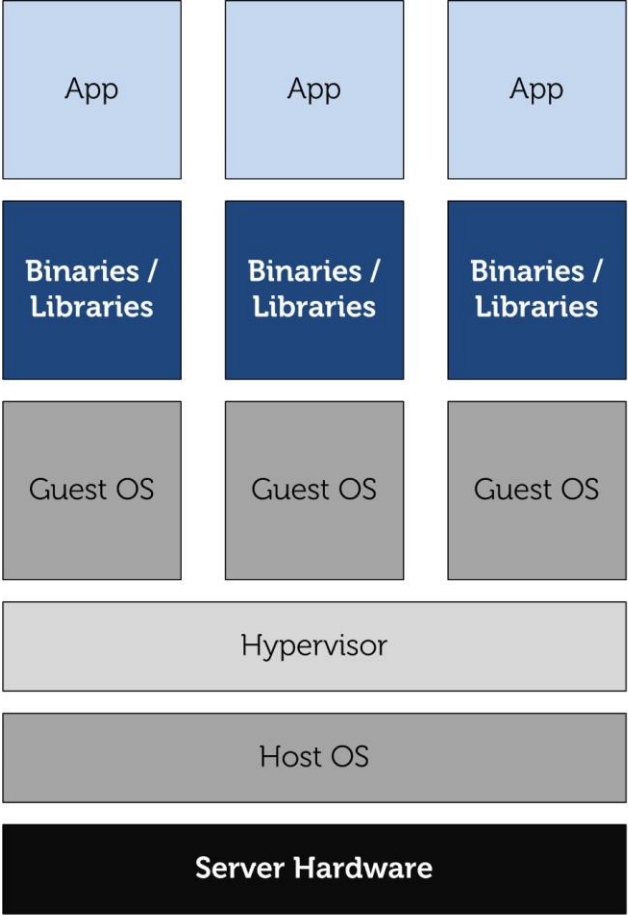 App
App
App
Binaries /
Libraries
Binaries /
Libraries
Binaries /
Libraries
Guest OS
Guest OS
Guest OS
Hypervisor
Host OS
Server Hardware